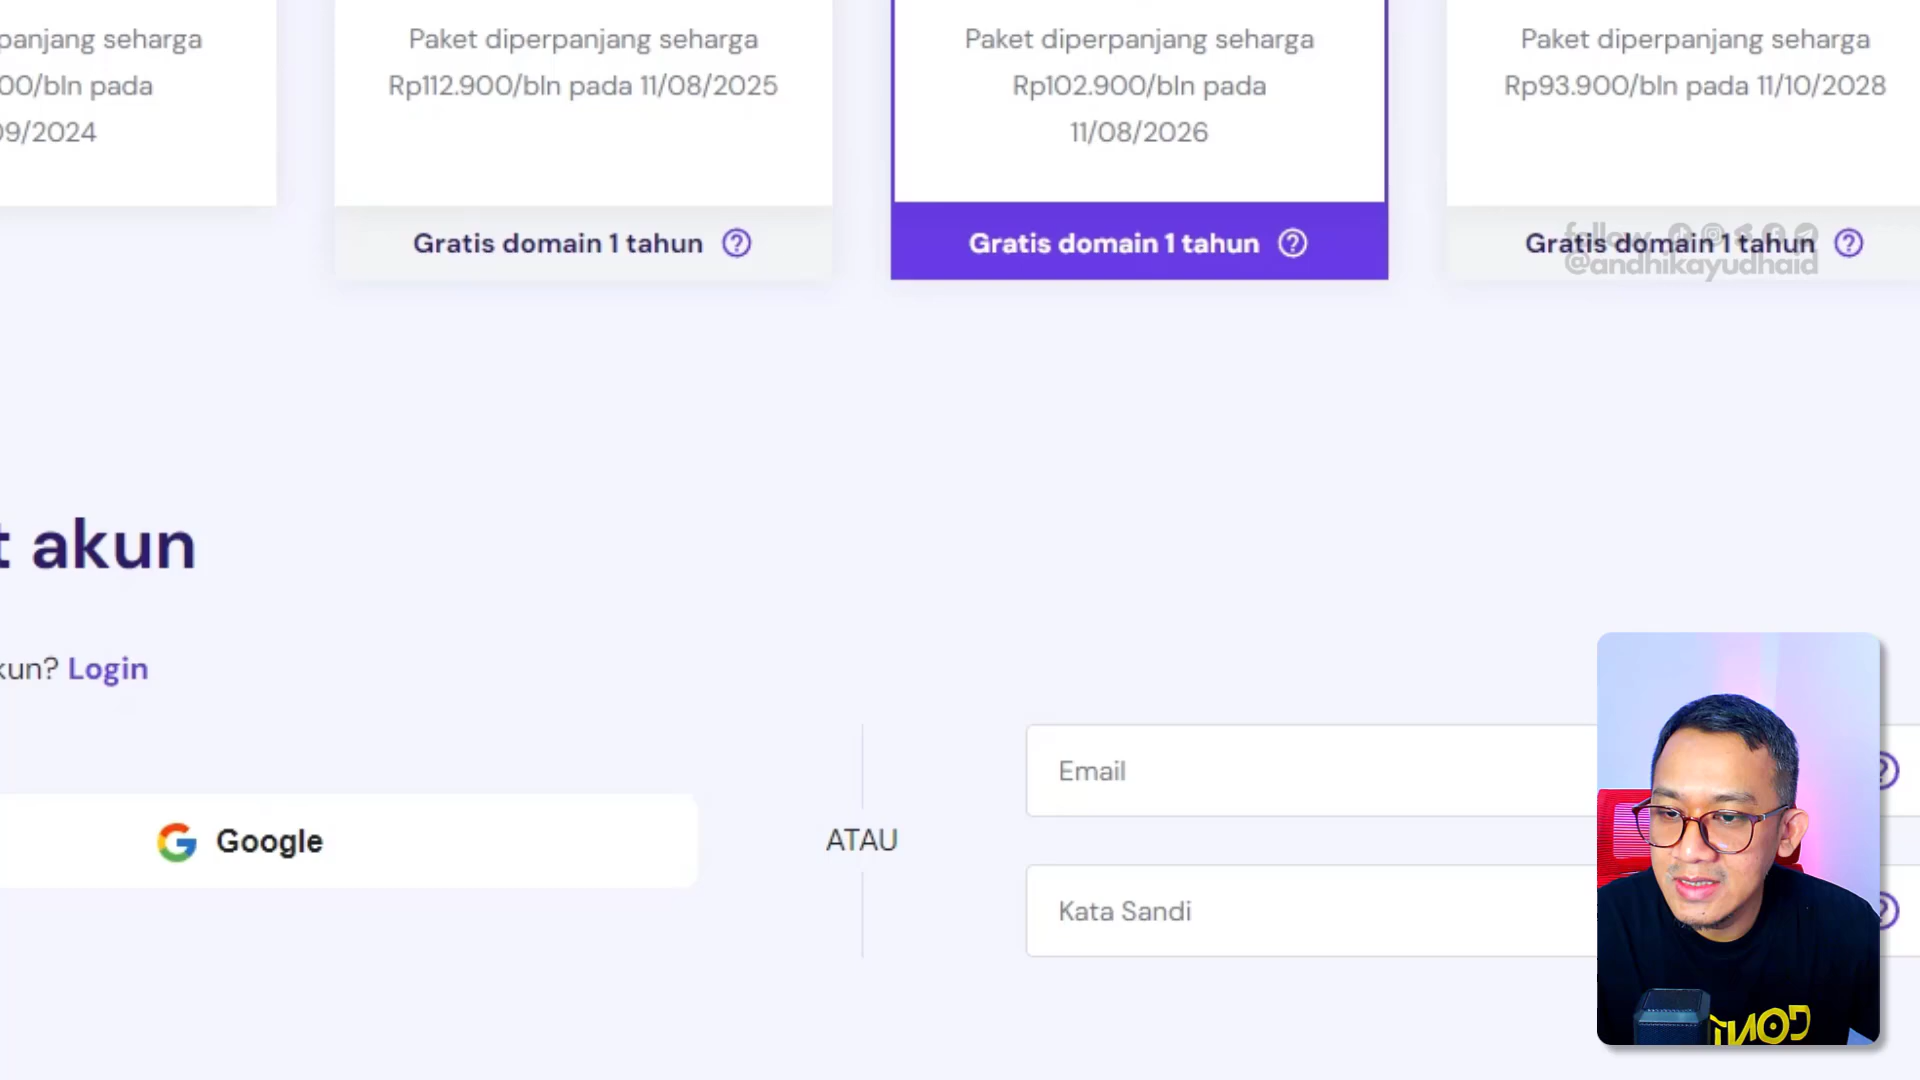 panjang seharga
00/bln pada
09/2024
Paket diperpanjang seharga
Rp112.900/bln pada 11/08/2025
Gratis domain 1 tahun
Paket diperpanjang seharga
Rp102.900/bln pada
11/08/2026
Gratis domain 1 tahun
Paket diperpanjang seharga
Rp93.900/bln pada 11/10/2028
Gratis domain 1 tahun
follow
@andhikayudhaid
t akun
kun? Login
Google
ATAU
Email
Kata Sandi